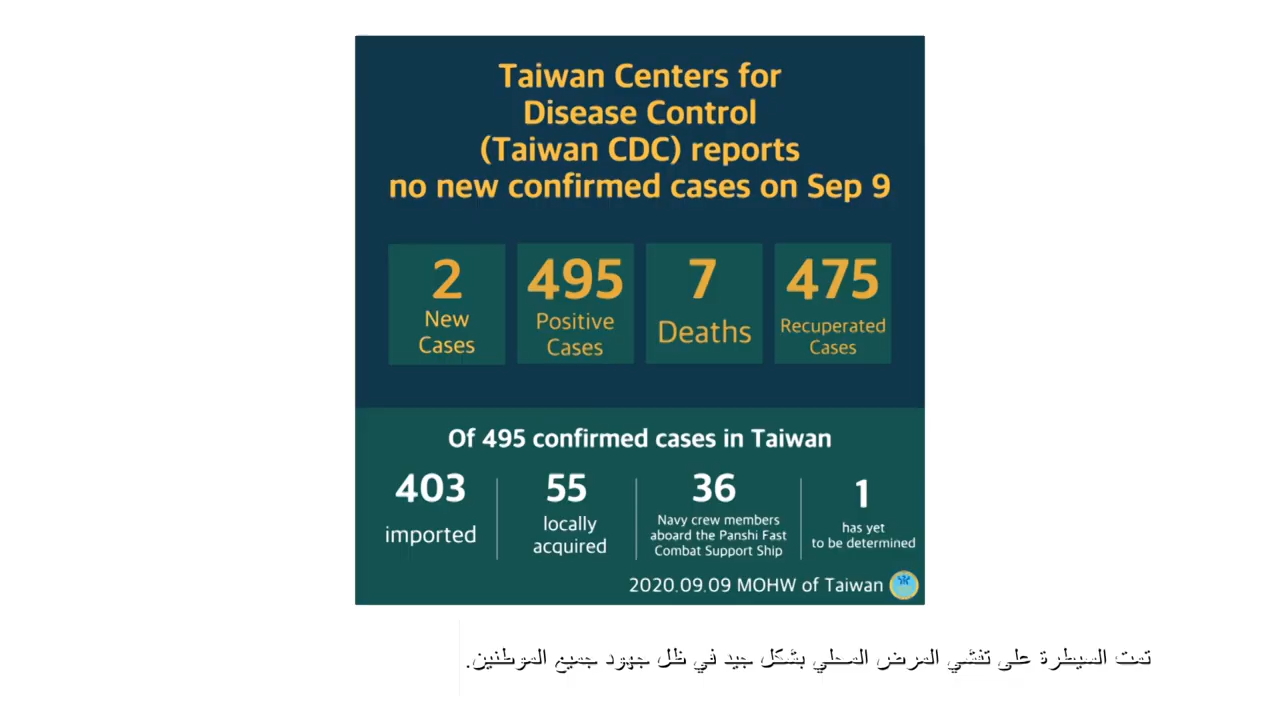 Taiwan Centers for
Disease Control
(Taiwan CDC) reports
no new confirmed cases on Sep 9
2
New
Cases
495
Positive
Cases
7
Deaths
475
Recuperated
Cases
Of 495 confirmed cases in Taiwan
403
imported
55
locally
acquired
36
Navy crew members
aboard the Panshi Fast
Combat Support Ship
1
has yet
to be determined
2020.09.09 MOHW of Taiwan
تمت السيطرة على تفشي المرض المحلي بشكل جيد في ظل جهود جميع الموطنين.